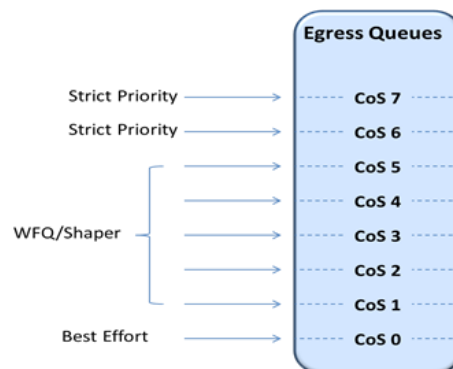 Egress Queues
Strict Priority CoS 7
Strict Priority CoS 6
CoS 5
CoS 4
WFQ/Shaper CoS 3
CoS 2
CoS 1
Best Effort CoS 0